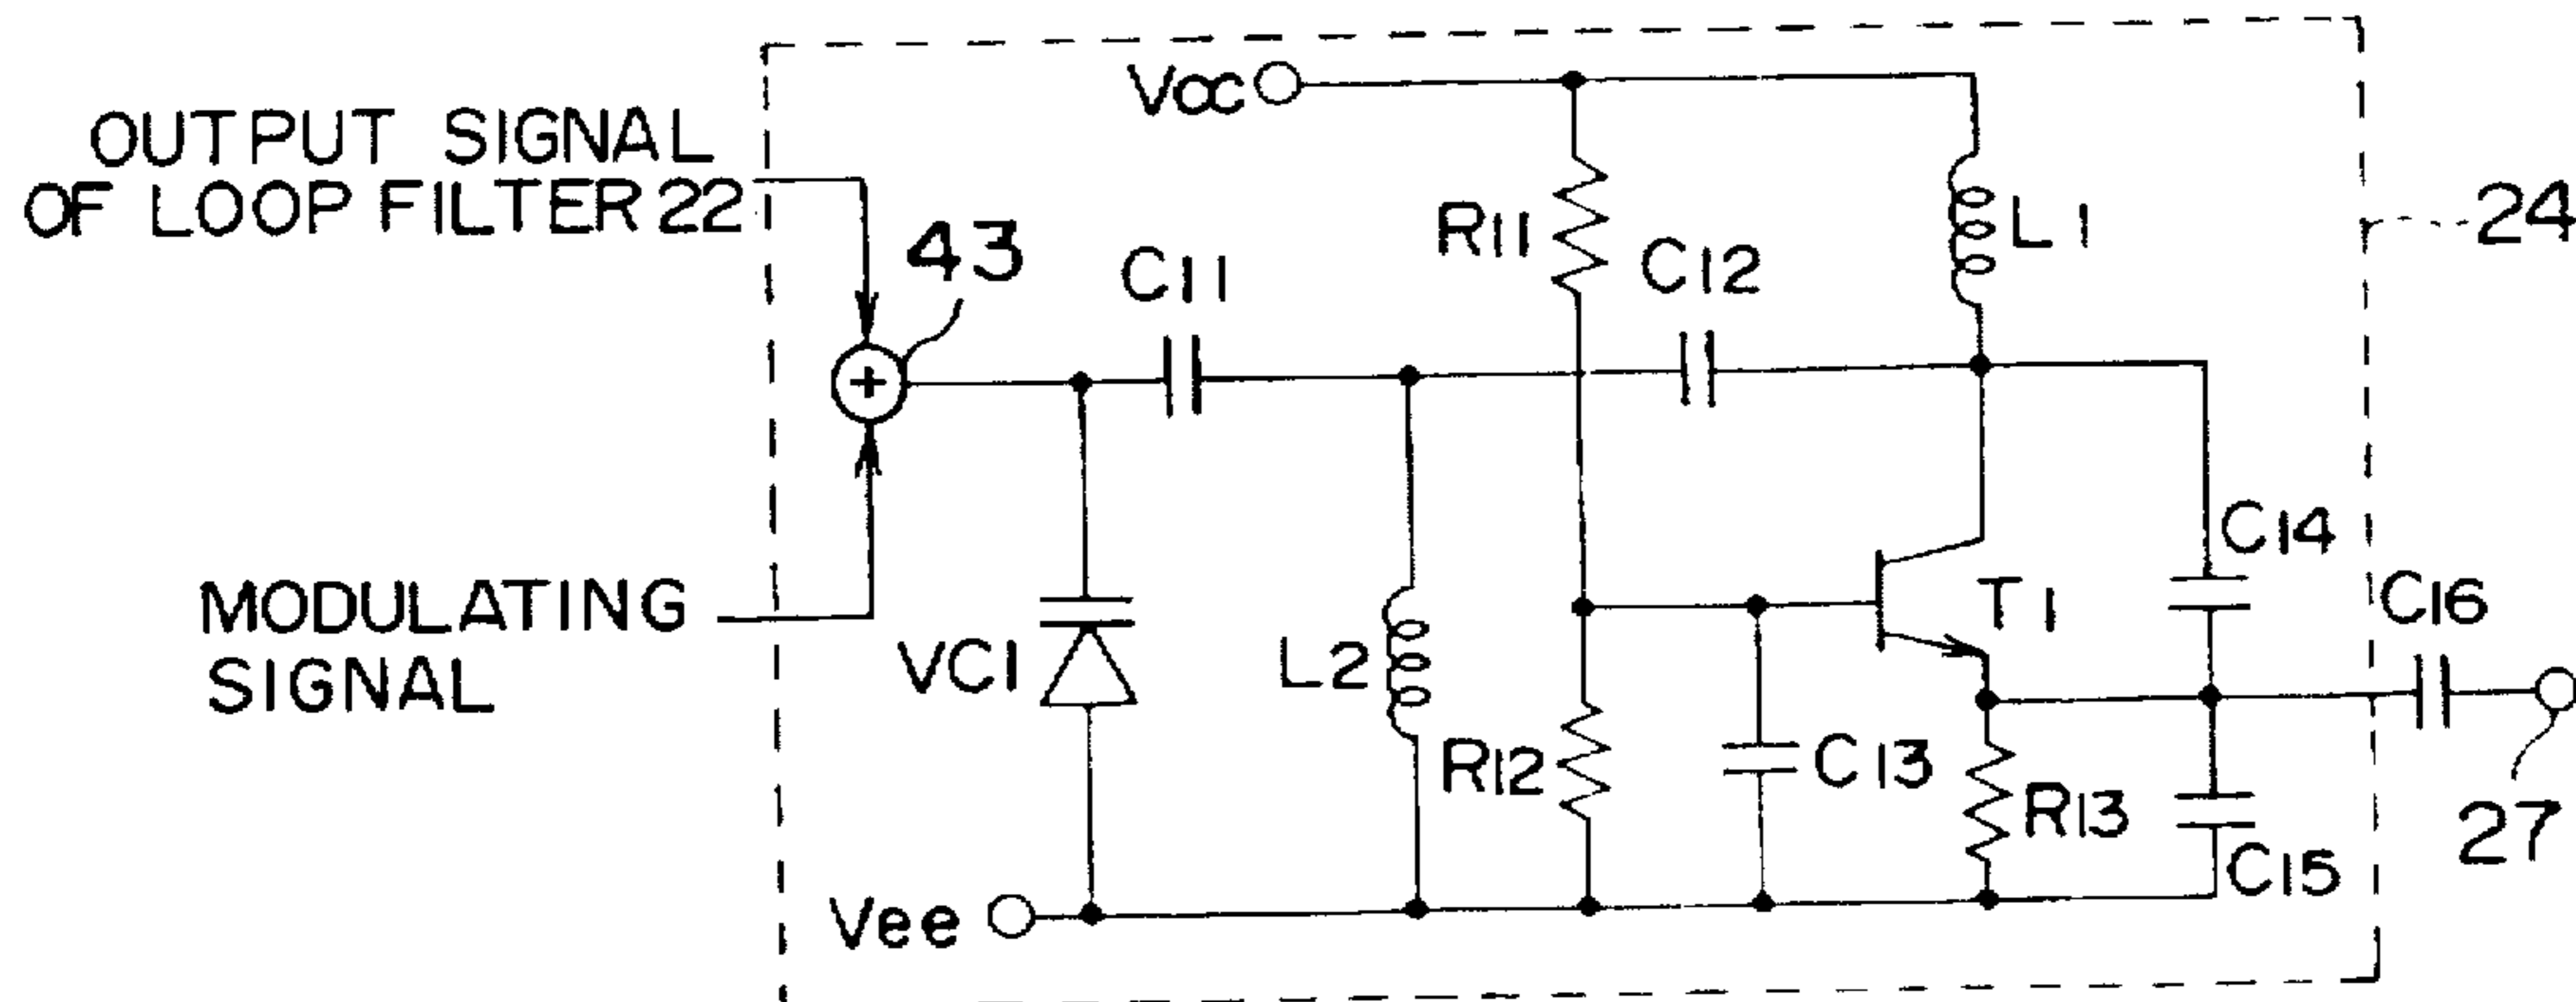 Vcc
OUTPUT SIGNAL
OF LOOP FILTER 22
43
C11
R11
C12
L1
24
MODULATING
SIGNAL
VC1
L2
R12
C13
T1
R13
C14
C15
C16
27
Vee